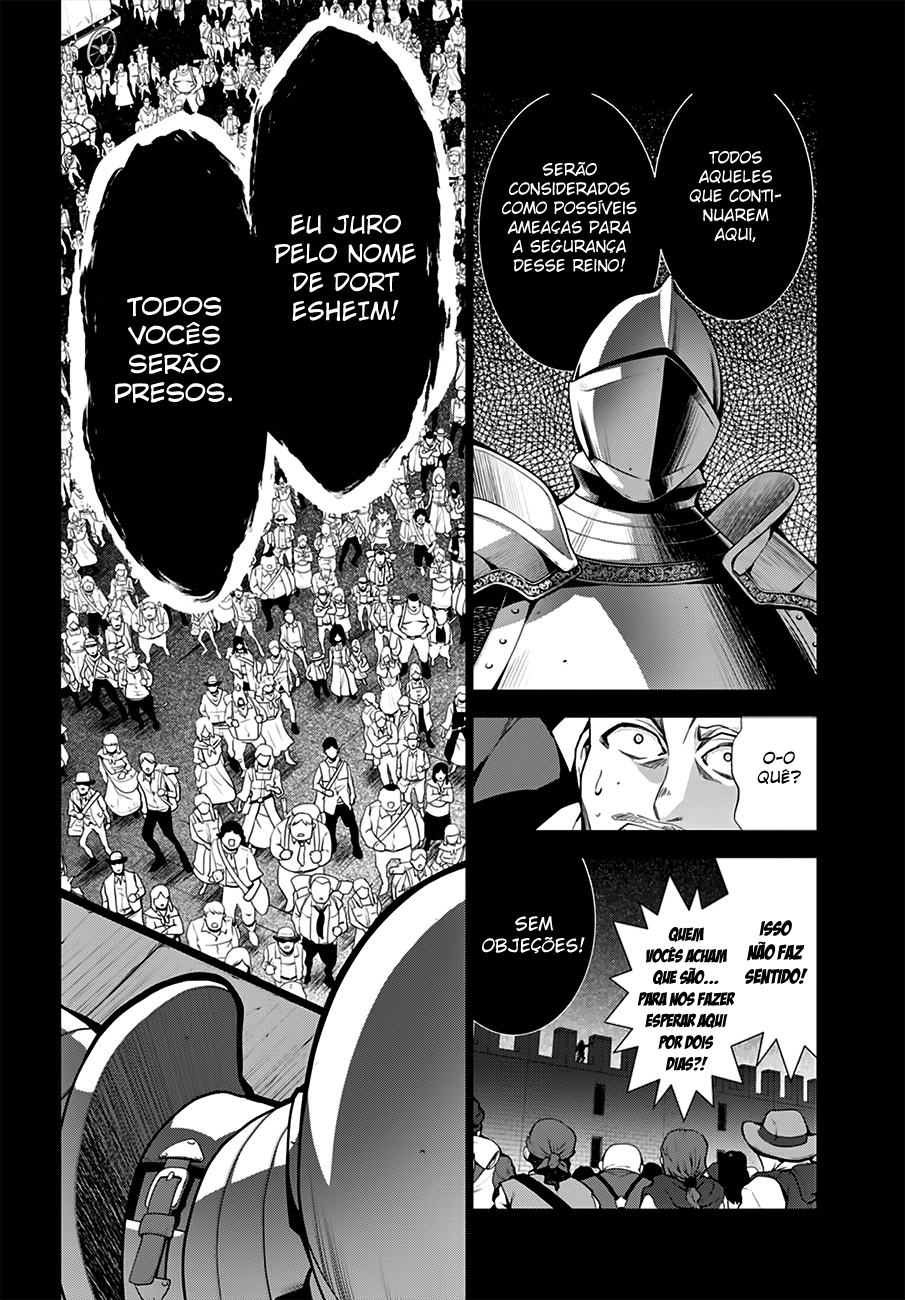 TODOS
AQUELES
QUE CONTI-
NUAREM
AQUI,
SERÃO
CONSIDERADOS
COMO POSSÍVEIS
AMEAÇAS PARA
A SEGURANÇA
DESSE REINO!
O-O
QUÊ?
ISSO
NÃO FAZ
SENTIDO!
QUEM
VOCÊS ACHAM
QUE SÃO...
PARA NOS FAZER
ESPERAR AQUI
POR DOIS
DIAS?!
SEM
OBJEÇÕES!
EU JURO
PELO NOME
DE DORT
ESHEIM!
TODOS
VOCÊS
SERÃO
PRESOS.